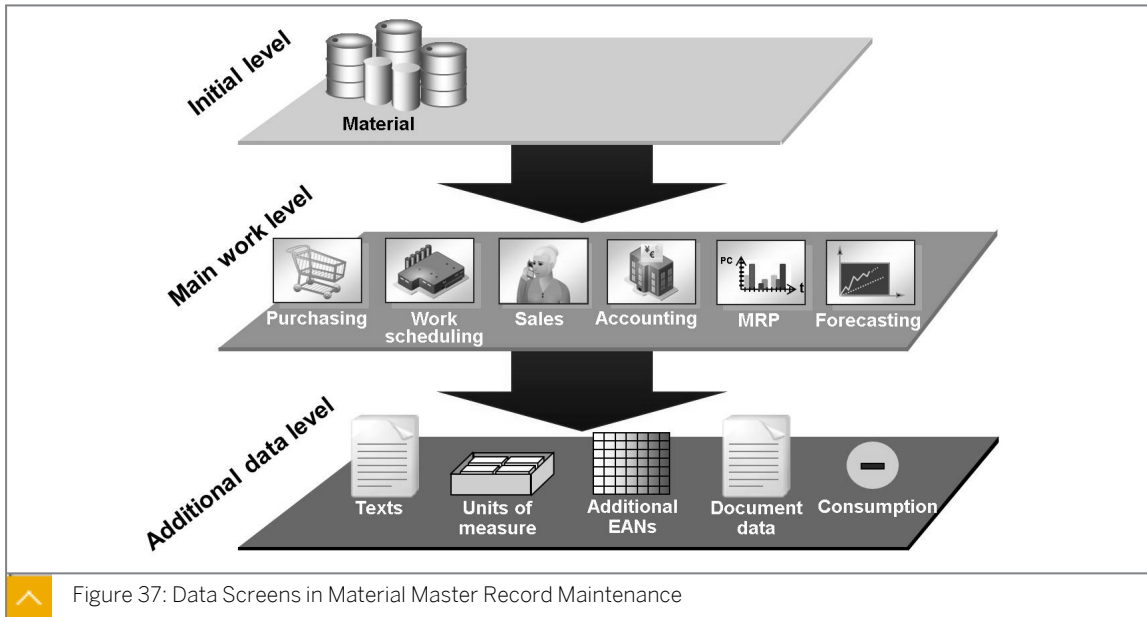 Initial level
Material
Main work level
¥€
€
PC
t
Purchasing
Work
scheduling
Sales
Accounting
MRP
Forecasting
Additional data level
Texts
Units of
measure
Additional
EANs
Document
data
Consumption
Figure 37: Data Screens in Material Master Record Maintenance